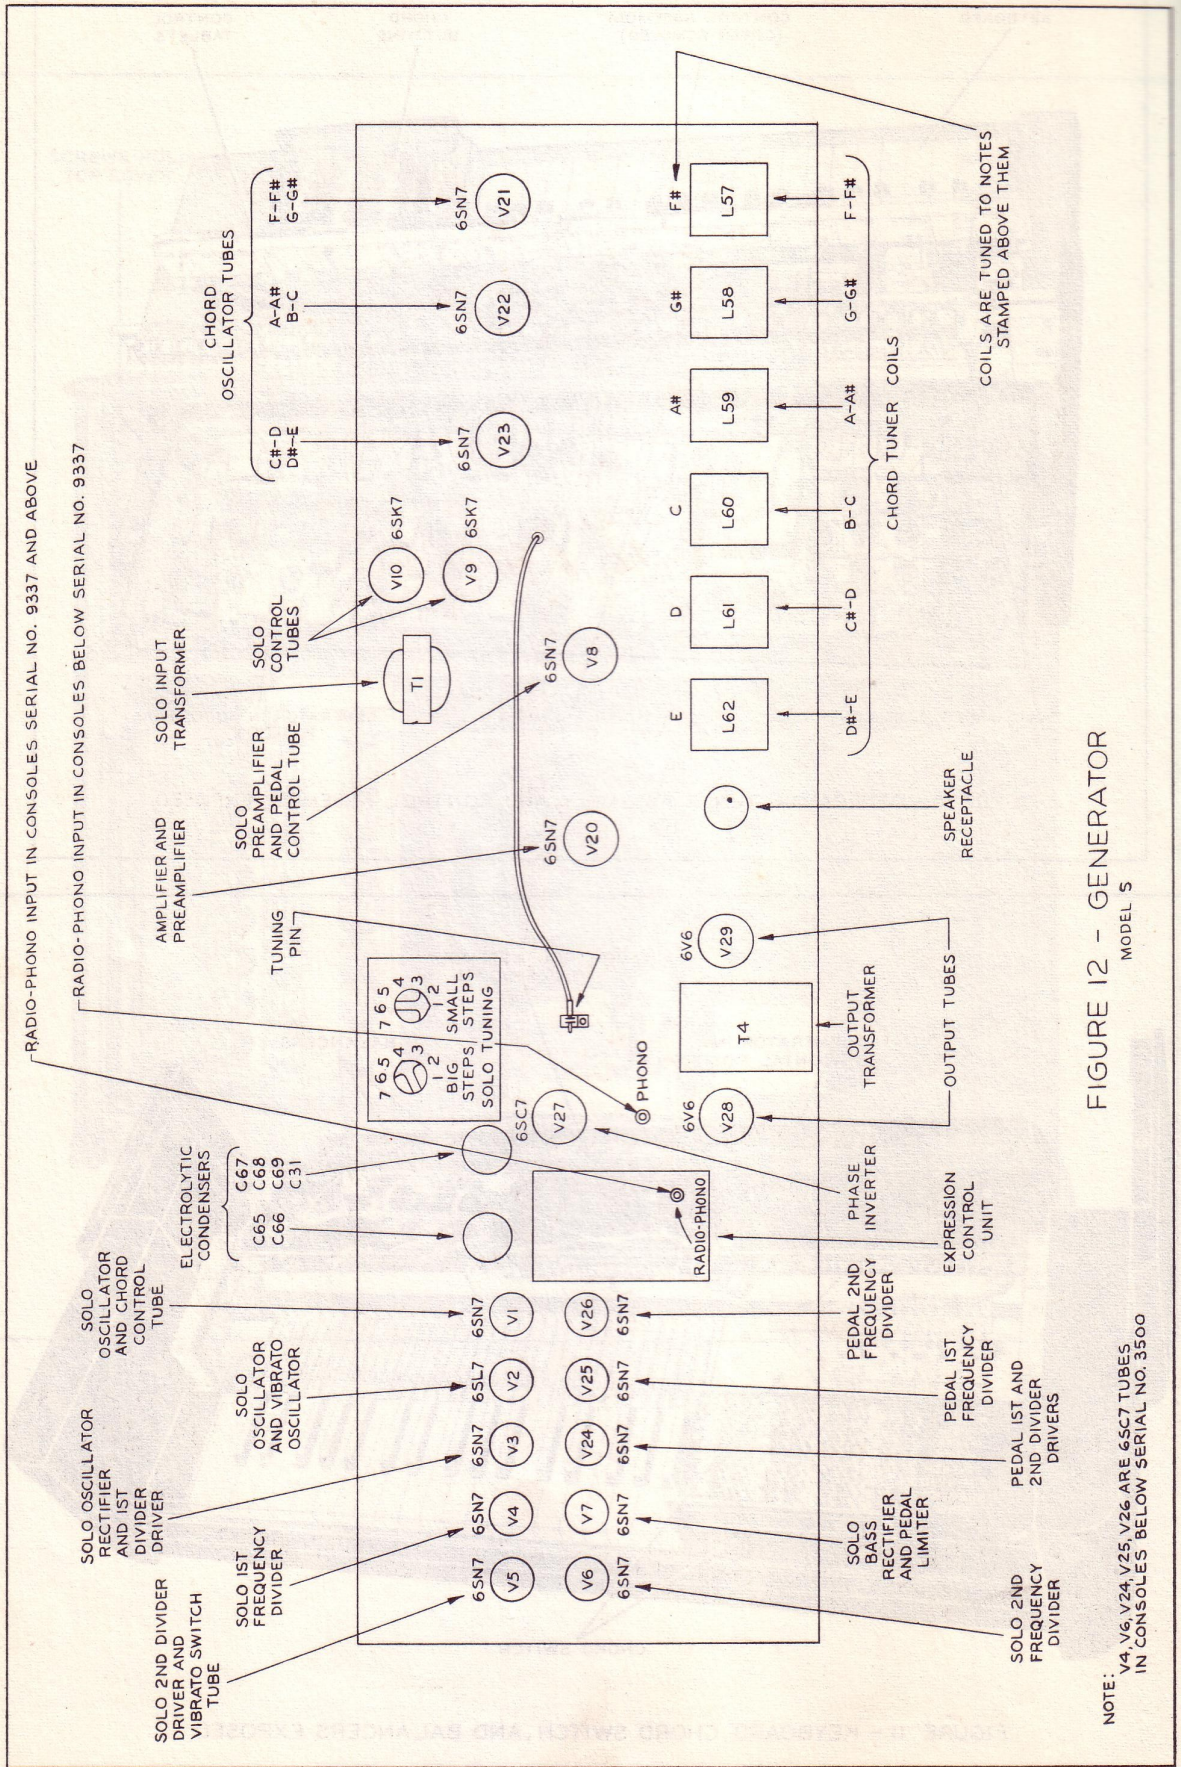 RADIO-PHONO INPUT IN CONSOLES SERIAL NO. 9337 AND ABOVE
RADIO-PHONO INPUT IN CONSOLES BELOW SERIAL NO. 9337
SOLO 2ND DIVIDER
DRIVER AND
VIBRATO SWITCH
TUBE
SOLO OSCILLATOR
RECTIFIER
AND 1ST
DIVIDER
DRIVER
SOLO 1ST
FREQUENCY
DIVIDER
SOLO
OSCILLATOR
AND VIBRATO
OSCILLATOR
SOLO
OSCILLATOR
AND CHORD
CONTROL
TUBE
ELECTROLYTIC
CONDENSERS
C65
C66
C67
C68
C69
C31
AMPLIFIER AND
PREAMPLIFIER
TUNING
PIN
SOLO INPUT
TRANSFORMER
SOLO
PREAMPLIFIER
AND PEDAL
CONTROL TUBE
SOLO
CONTROL
TUBES
CHORD
OSCILLATOR TUBES
C#-D
D#-E
A-A#
B-C
F-F#
G-G#
7 6 5
4
3
1 2
BIG
STEPS
7 6 5
4
3
1 2
SMALL
STEPS
SOLO TUNING
T1
V10
6SK7
V9
6SK7
6SN7
V23
6SN7
V22
6SN7
V21
6SN7
V5
6SN7
V4
6SN7
V3
6SL7
V2
6SN7
V1
6SC7
V27
6SN7
V20
6SN7
V8
V6
6SN7
V7
6SN7
V24
6SN7
V25
6SN7
V26
6SN7
RADIO-PHONO
PHONO
6V6
V28
T4
6V6
V29
E
L62
D
L61
C
L60
A#
L59
G#
L58
F#
L57
D#-E
C#-D
B-C
A-A#
G-G#
F-F#
CHORD TUNER COILS
COILS ARE TUNED TO NOTES
STAMPED ABOVE THEM
SOLO 2ND
FREQUENCY
DIVIDER
SOLO
BASS
RECTIFIER
AND PEDAL
LIMITER
PEDAL 1ST AND
2ND DIVIDER
DRIVERS
PEDAL 1ST
FREQUENCY
DIVIDER
PEDAL 2ND
FREQUENCY
DIVIDER
PHASE
INVERTER
EXPRESSION
CONTROL
UNIT
OUTPUT
TRANSFORMER
OUTPUT TUBES
SPEAKER
RECEPTACLE
NOTE:
V4, V6, V24, V25, V26 ARE 6SC7 TUBES
IN CONSOLES BELOW SERIAL NO. 3500
FIGURE 12 - GENERATOR
MODEL S